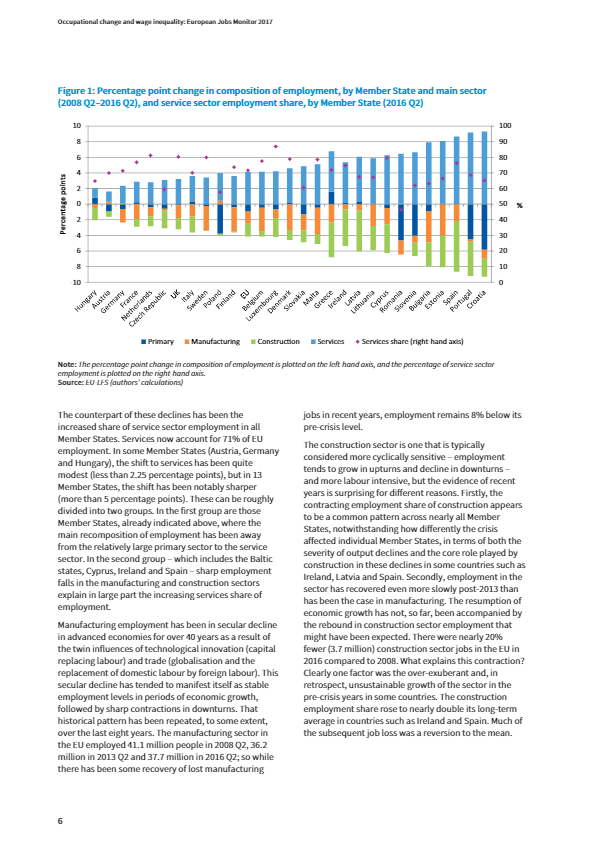 Occupational change and wage inequality: European Jobs Monitor 2017
Figure 1: Percentage point change in composition of employment, by Member State and main sector
(2008 Q2–2016 Q2), and service sector employment share, by Member State (2016 Q2)
10
8
6
4
2
0
2
4
6
8
10
Percentage points
100
90
80
70
60
50
40
30
20
10
0
%
Hungary
Austria
Germany
France
Netherlands
Czech Republic
UK
Italy
Sweden
Poland
Finland
EU
Belgium
Luxembourg
Denmark
Slovakia
Malta
Greece
Ireland
Latvia
Lithuania
Cyprus
Romania
Slovenia
Bulgaria
Estonia
Spain
Portugal
Croatia
Primary Manufacturing Construction Services Services share (right-hand axis)
Note: The percentage point change in composition of employment is plotted on the left-hand axis, and the percentage of service sector
employment is plotted on the right-hand axis.
Source: EU-LFS (authors' calculations)
The counterpart of these declines has been the
increased share of service sector employment in all
Member States. Services now account for 71% of EU
employment. In some Member States (Austria, Germany
and Hungary), the shift to services has been quite
modest (less than 2.25 percentage points), but in 13
Member States, the shift has been notably sharper
(more than 5 percentage points). These can be roughly
divided into two groups. In the first group are those
Member States, already indicated above, where the
main recomposition of employment has been away
from the relatively large primary sector to the service
sector. In the second group – which includes the Baltic
states, Cyprus, Ireland and Spain – sharp employment
falls in the manufacturing and construction sectors
explain in large part the increasing services share of
employment.
Manufacturing employment has been in secular decline
in advanced economies for over 40 years as a result of
the twin influences of technological innovation (capital
replacing labour) and trade (globalisation and the
replacement of domestic labour by foreign labour). This
secular decline has tended to manifest itself as stable
employment levels in periods of economic growth,
followed by sharp contractions in downturns. That
historical pattern has been repeated, to some extent,
over the last eight years. The manufacturing sector in
the EU employed 41.1 million people in 2008 Q2, 36.2
million in 2013 Q2 and 37.7 million in 2016 Q2; so while
there has been some recovery of lost manufacturing
jobs in recent years, employment remains 8% below its
pre-crisis level.
The construction sector is one that is typically
considered more cyclically sensitive – employment
tends to grow in upturns and decline in downturns –
and more labour intensive, but the evidence of recent
years is surprising for different reasons. Firstly, the
contracting employment share of construction appears
to be a common pattern across nearly all Member
States, notwithstanding how differently the crisis
affected individual Member States, in terms of both the
severity of output declines and the core role played by
construction in these declines in some countries such as
Ireland, Latvia and Spain. Secondly, employment in the
sector has recovered even more slowly post-2013 than
has been the case in manufacturing. The resumption of
economic growth has not, so far, been accompanied by
the rebound in construction sector employment that
might have been expected. There were nearly 20%
fewer (3.7 million) construction sector jobs in the EU in
2016 compared to 2008. What explains this contraction?
Clearly one factor was the over-exuberant and, in
retrospect, unsustainable growth of the sector in the
pre-crisis years in some countries. The construction
employment share rose to nearly double its long-term
average in countries such as Ireland and Spain. Much of
the subsequent job loss was a reversion to the mean.
6